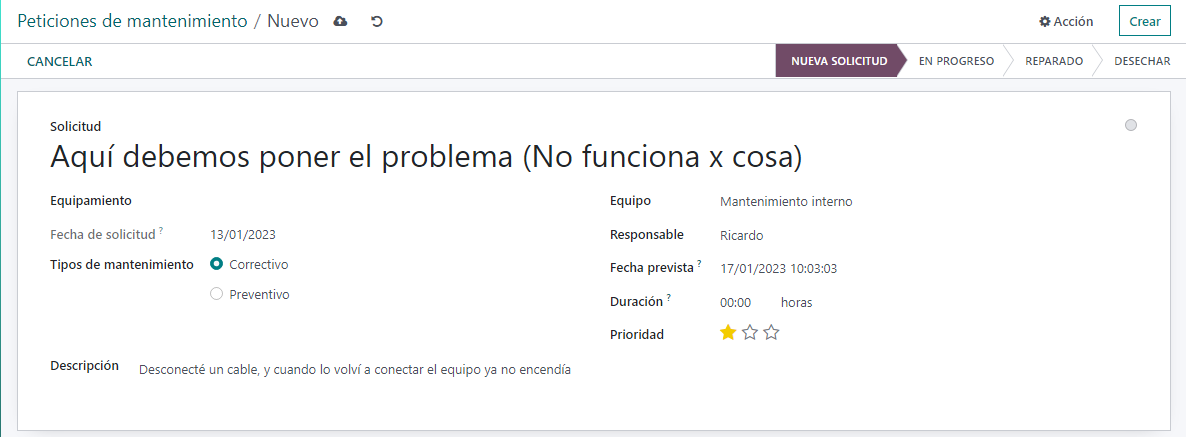 Peticiones de mantenimiento / Nuevo
Acción
Crear
CANCELAR
NUEVA SOLICITUD
EN PROGRESO
REPARADO
DESECHAR
Solicitud
Aquí debemos poner el problema (No funciona x cosa)
Equipamiento
Fecha de solicitud ? 13/01/2023
Tipos de mantenimiento Correctivo
Preventivo
Equipo Mantenimiento interno
Responsable Ricardo
Fecha prevista ? 17/01/2023 10:03:03
Duración ? 00:00 horas
Prioridad
Descripción Desconecté un cable, y cuando lo volví a conectar el equipo ya no encendía